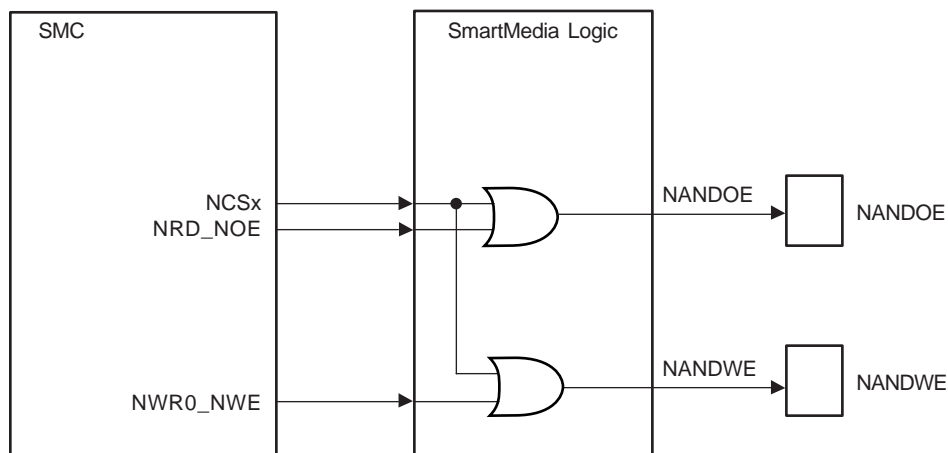 SMC
SmartMedia Logic
NCSx
NRD_NOE
NANDOE
NANDOE
NWR0_NWE
NANDWE
NANDWE